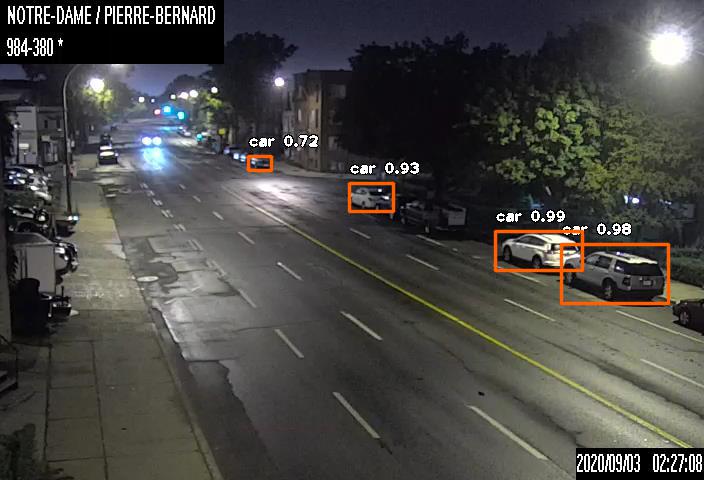 NOTRE-DAME / PIERRE-BERNARD
984-380 *
car 0.72
car 0.93
car 0.99
car 0.98
2020/09/03 02:27:08